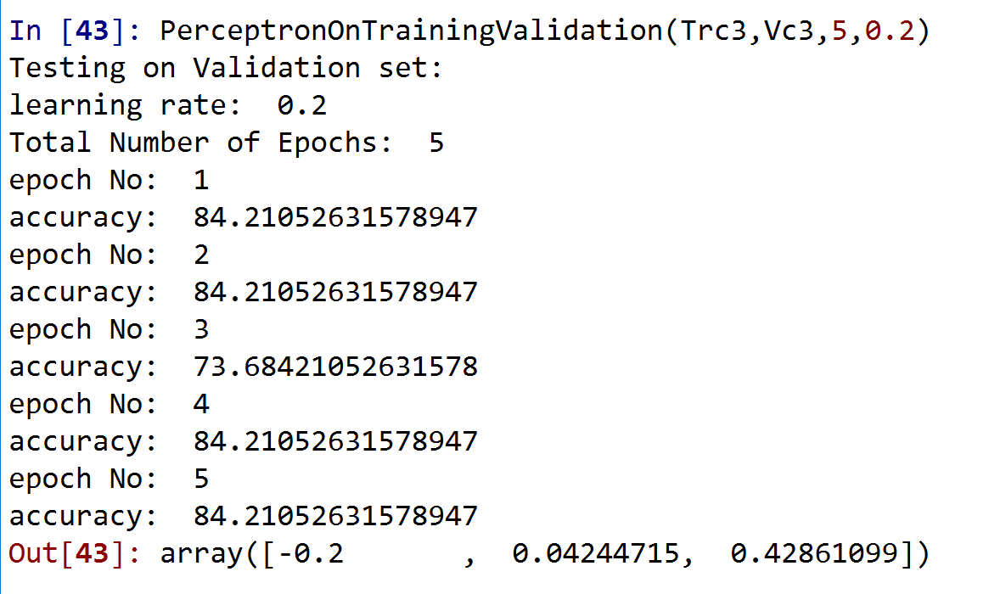 In [43]: PerceptronOnTrainingValidation(Trc3,Vc3,5,0.2)
Testing on Validation set:
learning rate:  0.2
Total Number of Epochs:  5
epoch No:  1
accuracy:  84.21052631578947
epoch No:  2
accuracy:  84.21052631578947
epoch No:  3
accuracy:  73.68421052631578
epoch No:  4
accuracy:  84.21052631578947
epoch No:  5
accuracy:  84.21052631578947
Out[43]: array([-0.2       ,  0.04244715,  0.42861099])